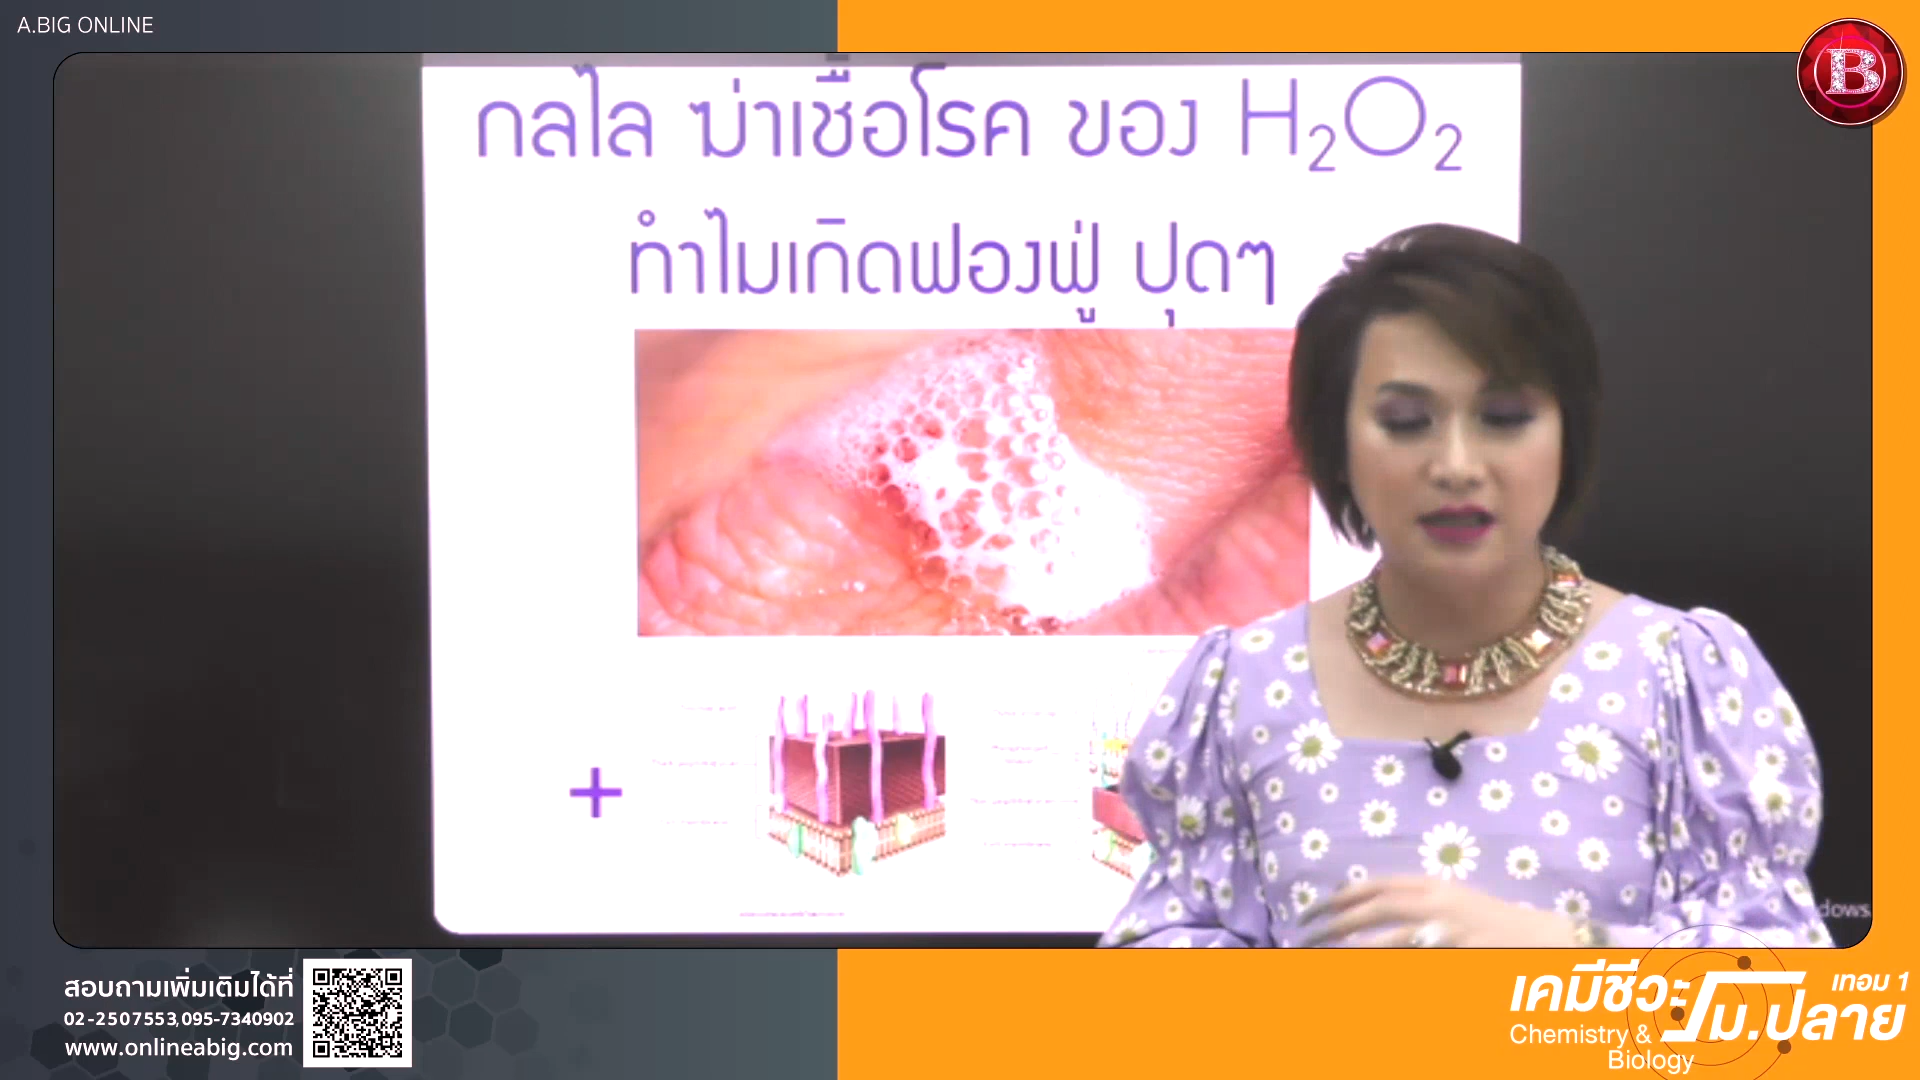 A.BIG ONLINE
B
กลไล ฆ่าเชื้อโรค ของ H₂O₂
ทำไมเกิดฟองฟู่ ปุดๆ
+
dows
สอบถามเพิ่มเติมได้ที่
02-2507553,095-7340902
www.onlineabig.com
เคมีชีวะ ม.ปลาย เทอม 1
Chemistry &
Biology